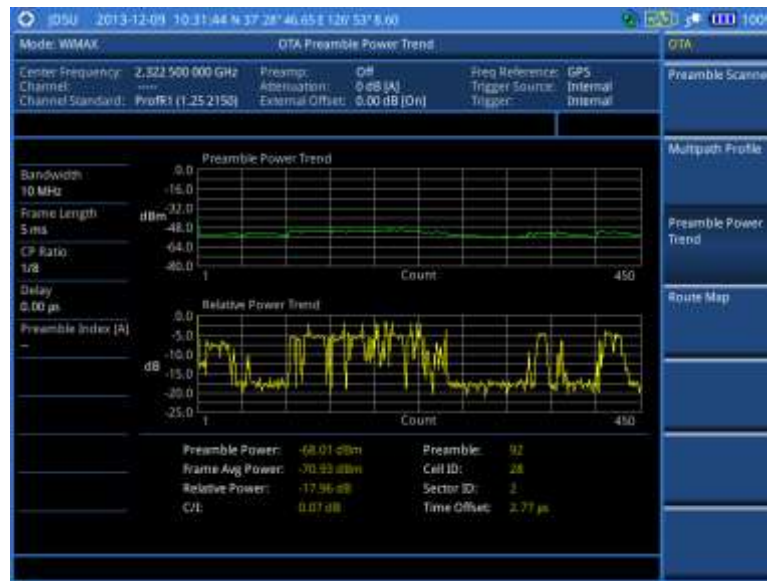 JDSU 2013-12-09 10:31:44 N 37 28' 46.65 E 126' 53" 8.60 100%
Mode: WiMAX OTA Preamble Power Trend OTA
Center Frequency: 2.322 500 000 GHz Preamp: Off Freq Reference: GPS
Channel: ----- Attenuation: 0 dB [A] Trigger Source: Internal
Channel Standard: ProfR1 (1.25 2150) External Offset: 0.00 dB [On] Trigger: Internal
Preamble Scanne
Multipath Profile
Preamble Power
Trend
Route Map
Bandwidth
10 MHz
Frame Length
5 ms
CP Ratio
1/8
Delay
0.00 µs
Preamble Index [A]
--
Preamble Power Trend
.0.0
-16.0
dBm -32.0
-48.0
-64.0
-80.0
1 Count 450
Relative Power Trend
.0.0
-5.0
-10.0
dB -15.0
-20.0
-25.0
1 Count 450
Preamble Power: -68.01 dBm Preamble: 92
Frame Avg Power: -70.93 dBm Cell ID: 28
Relative Power: -17.96 dB Sector ID: 2
C/I: 0.07 dB Time Offset: 2.77 µs